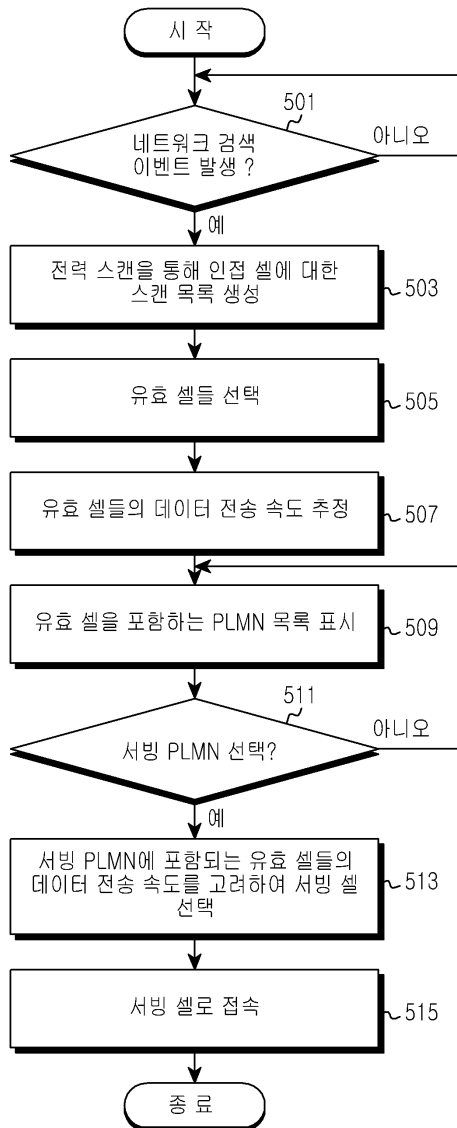 시 작
501
네트워크 검색
이벤트 발생 ?
아니오
예
전력 스캔을 통해 인접 셀에 대한
스캔 목록 생성
503
유효 셀들 선택
505
유효 셀들의 데이터 전송 속도 추정
507
유효 셀을 포함하는 PLMN 목록 표시
509
511
서빙 PLMN 선택?
아니오
예
서빙 PLMN에 포함되는 유효 셀들의
데이터 전송 속도를 고려하여 서빙 셀
선택
513
서빙 셀로 접속
515
종 료